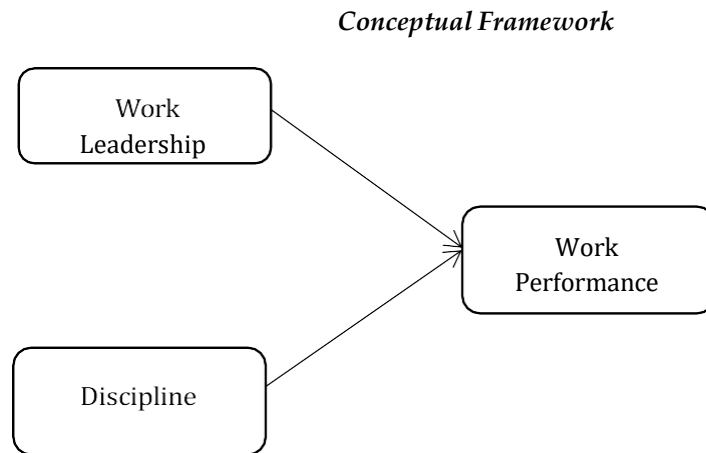 Conceptual Framework
Work
Leadership
Work
Performance
Discipline